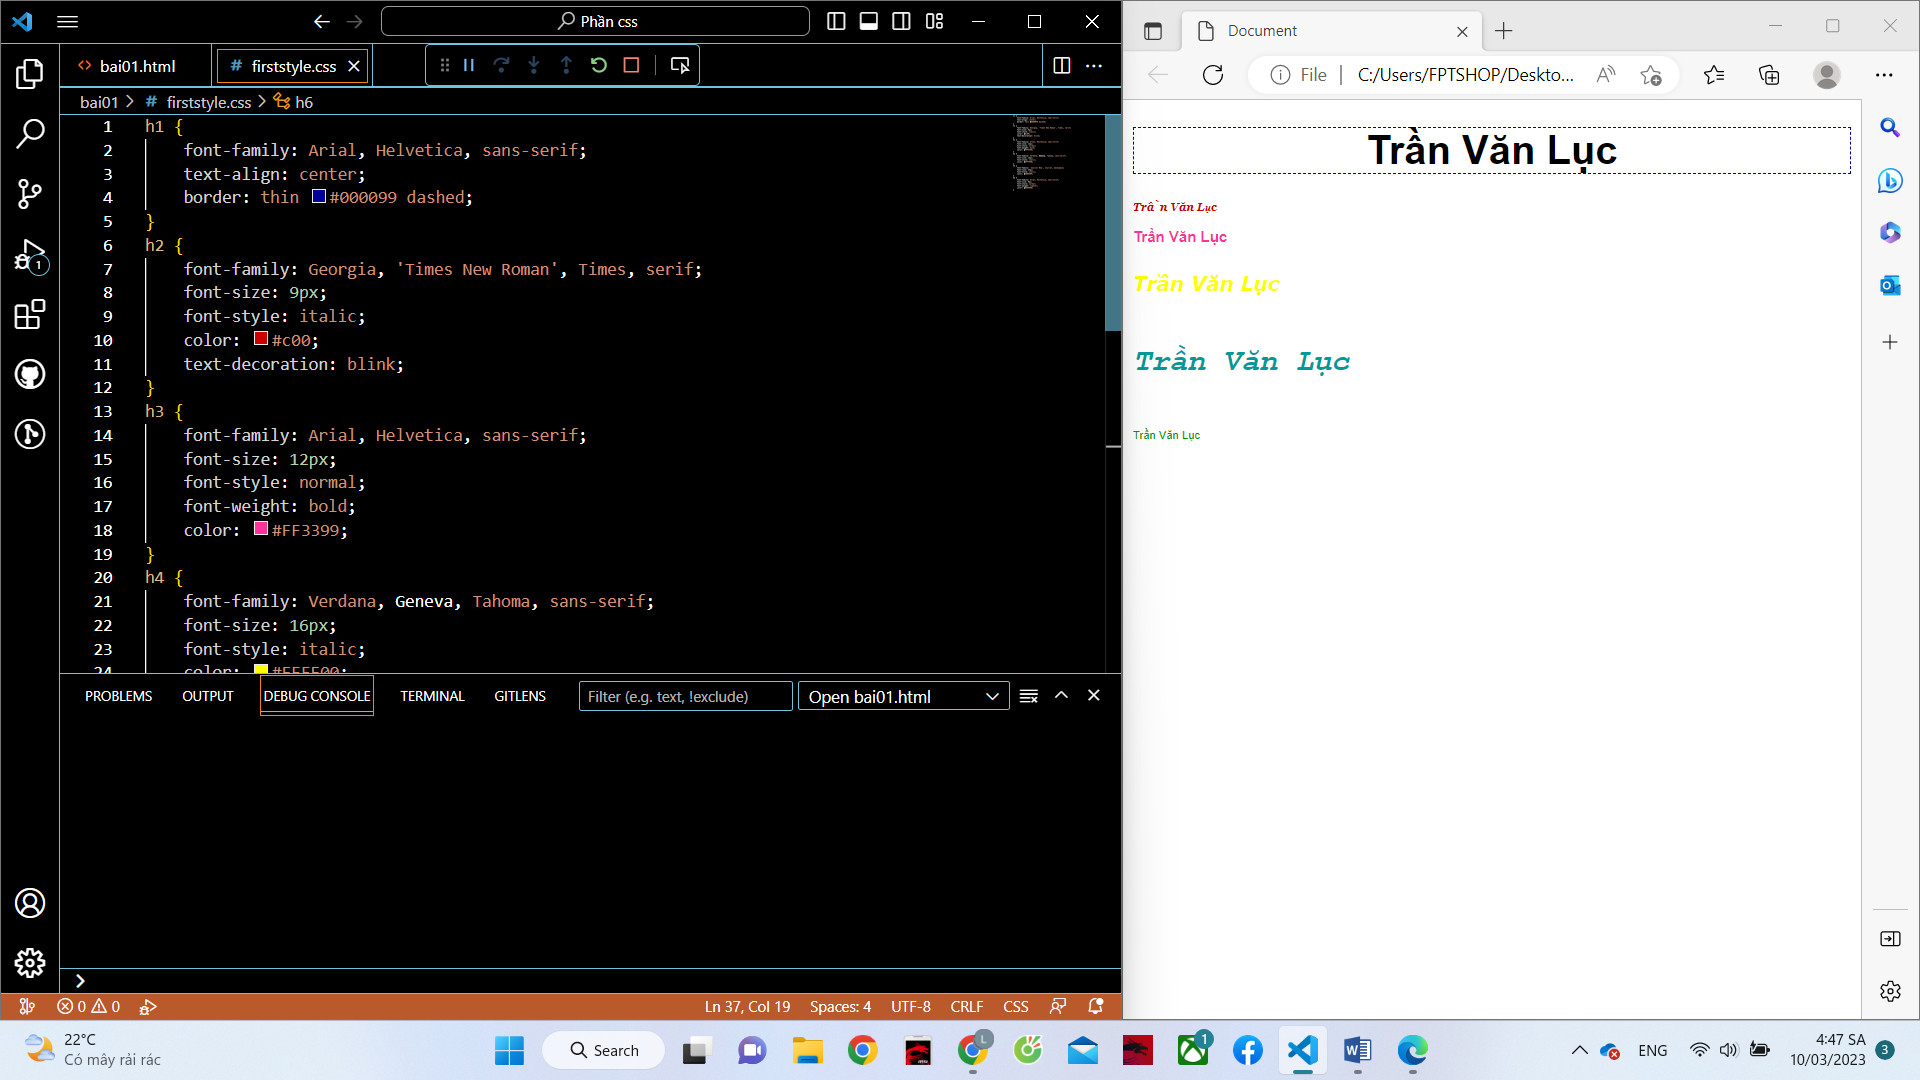 Phần css
bai01.html
# firststyle.css
bai01 > # firststyle.css > h6
1 h1 {
2 font-family: Arial, Helvetica, sans-serif;
3 text-align: center;
4 border: thin #000099 dashed;
5 }
6 h2 {
7 font-family: Georgia, 'Times New Roman', Times, serif;
8 font-size: 9px;
9 font-style: italic;
10 color: #c00;
11 text-decoration: blink;
12 }
13 h3 {
14 font-family: Arial, Helvetica, sans-serif;
15 font-size: 12px;
16 font-style: normal;
17 font-weight: bold;
18 color: #FF3399;
19 }
20 h4 {
21 font-family: Verdana, Geneva, Tahoma, sans-serif;
22 font-size: 16px;
23 font-style: italic;
24 color: #FFFF00;
1
PROBLEMS OUTPUT DEBUG CONSOLE TERMINAL GITLENS Filter (e.g. text, !exclude) Open bai01.html
0 0 Ln 37, Col 19 Spaces: 4 UTF-8 CRLF CSS
Document
File | C:/Users/FPTSHOP/Deskto...
Trần Văn Lục
Trần Văn Lục
Trần Văn Lục
Trần Văn Lục
Trần Văn Lục
Trần Văn Lục
22°C
Có mây rải rác
Search
L
1
ENG
4:47 SA
10/03/2023
3